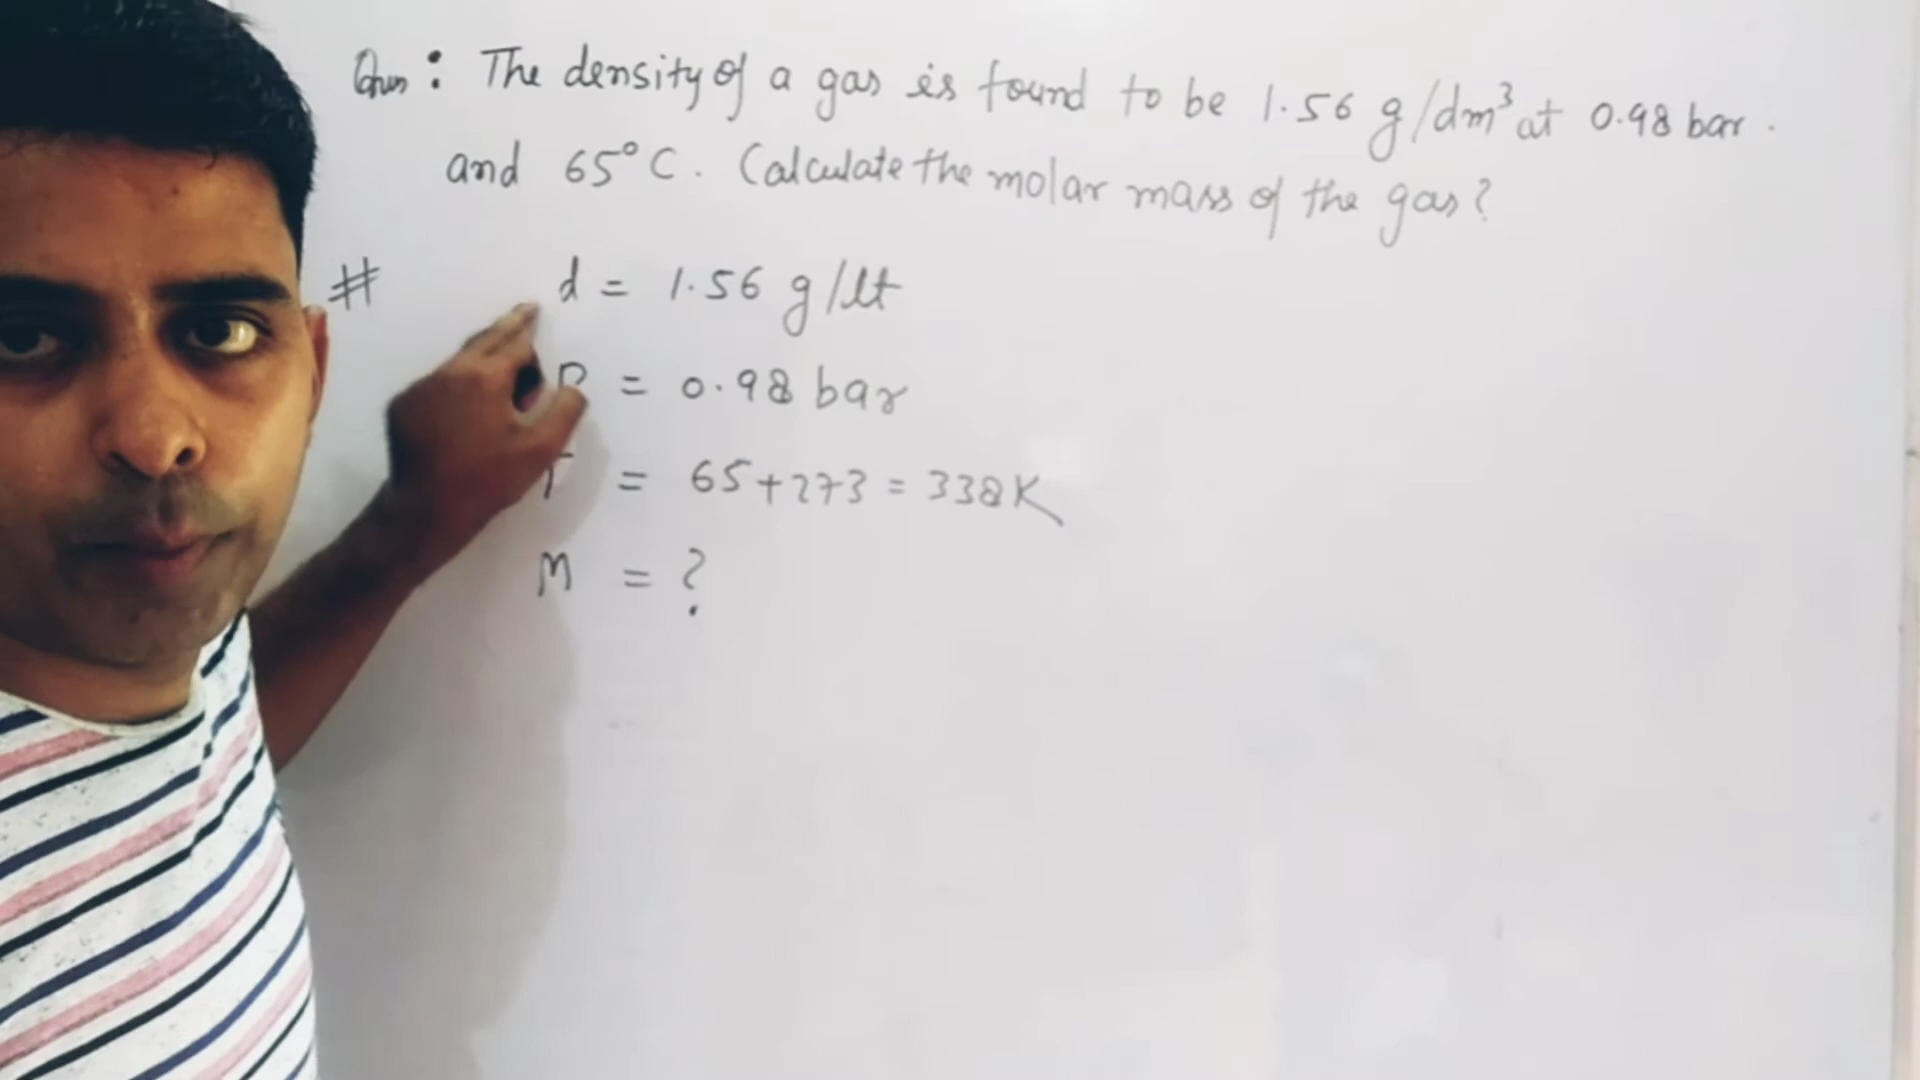 Ques : The density of a gas is found to be 1.56 g/dm³ at 0.98 bar.
and 65°C. Calculate the molar mass of the gas?
# d = 1.56 g/lt
P = 0.98 bar
T = 65+273 = 338K
M = ?